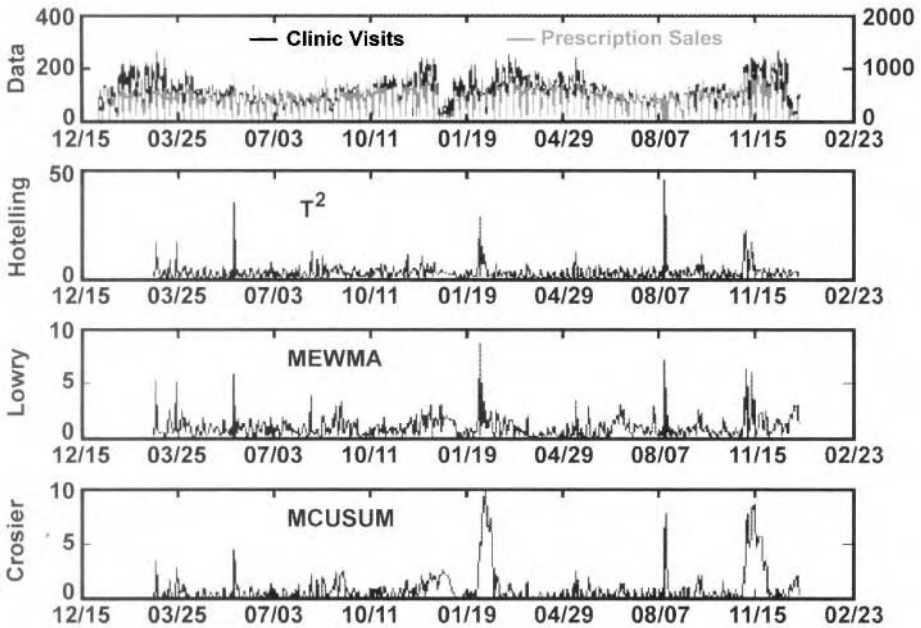 400 2000
Clinic Visits Prescription Sales
Data
200 1000
0 0
12/15 03/25 07/03 10/11 01/19 04/29 08/07 11/15 02/23
50
T2
Hotelling
0
12/15 03/25 07/03 10/11 01/19 04/29 08/07 11/15 02/23
10
MEWMA
Lowry
5
0
12/15 03/25 07/03 10/11 01/19 04/29 08/07 11/15 02/23
10
MCUSUM
Crosier
5
0
12/15 03/25 07/03 10/11 01/19 04/29 08/07 11/15 02/23